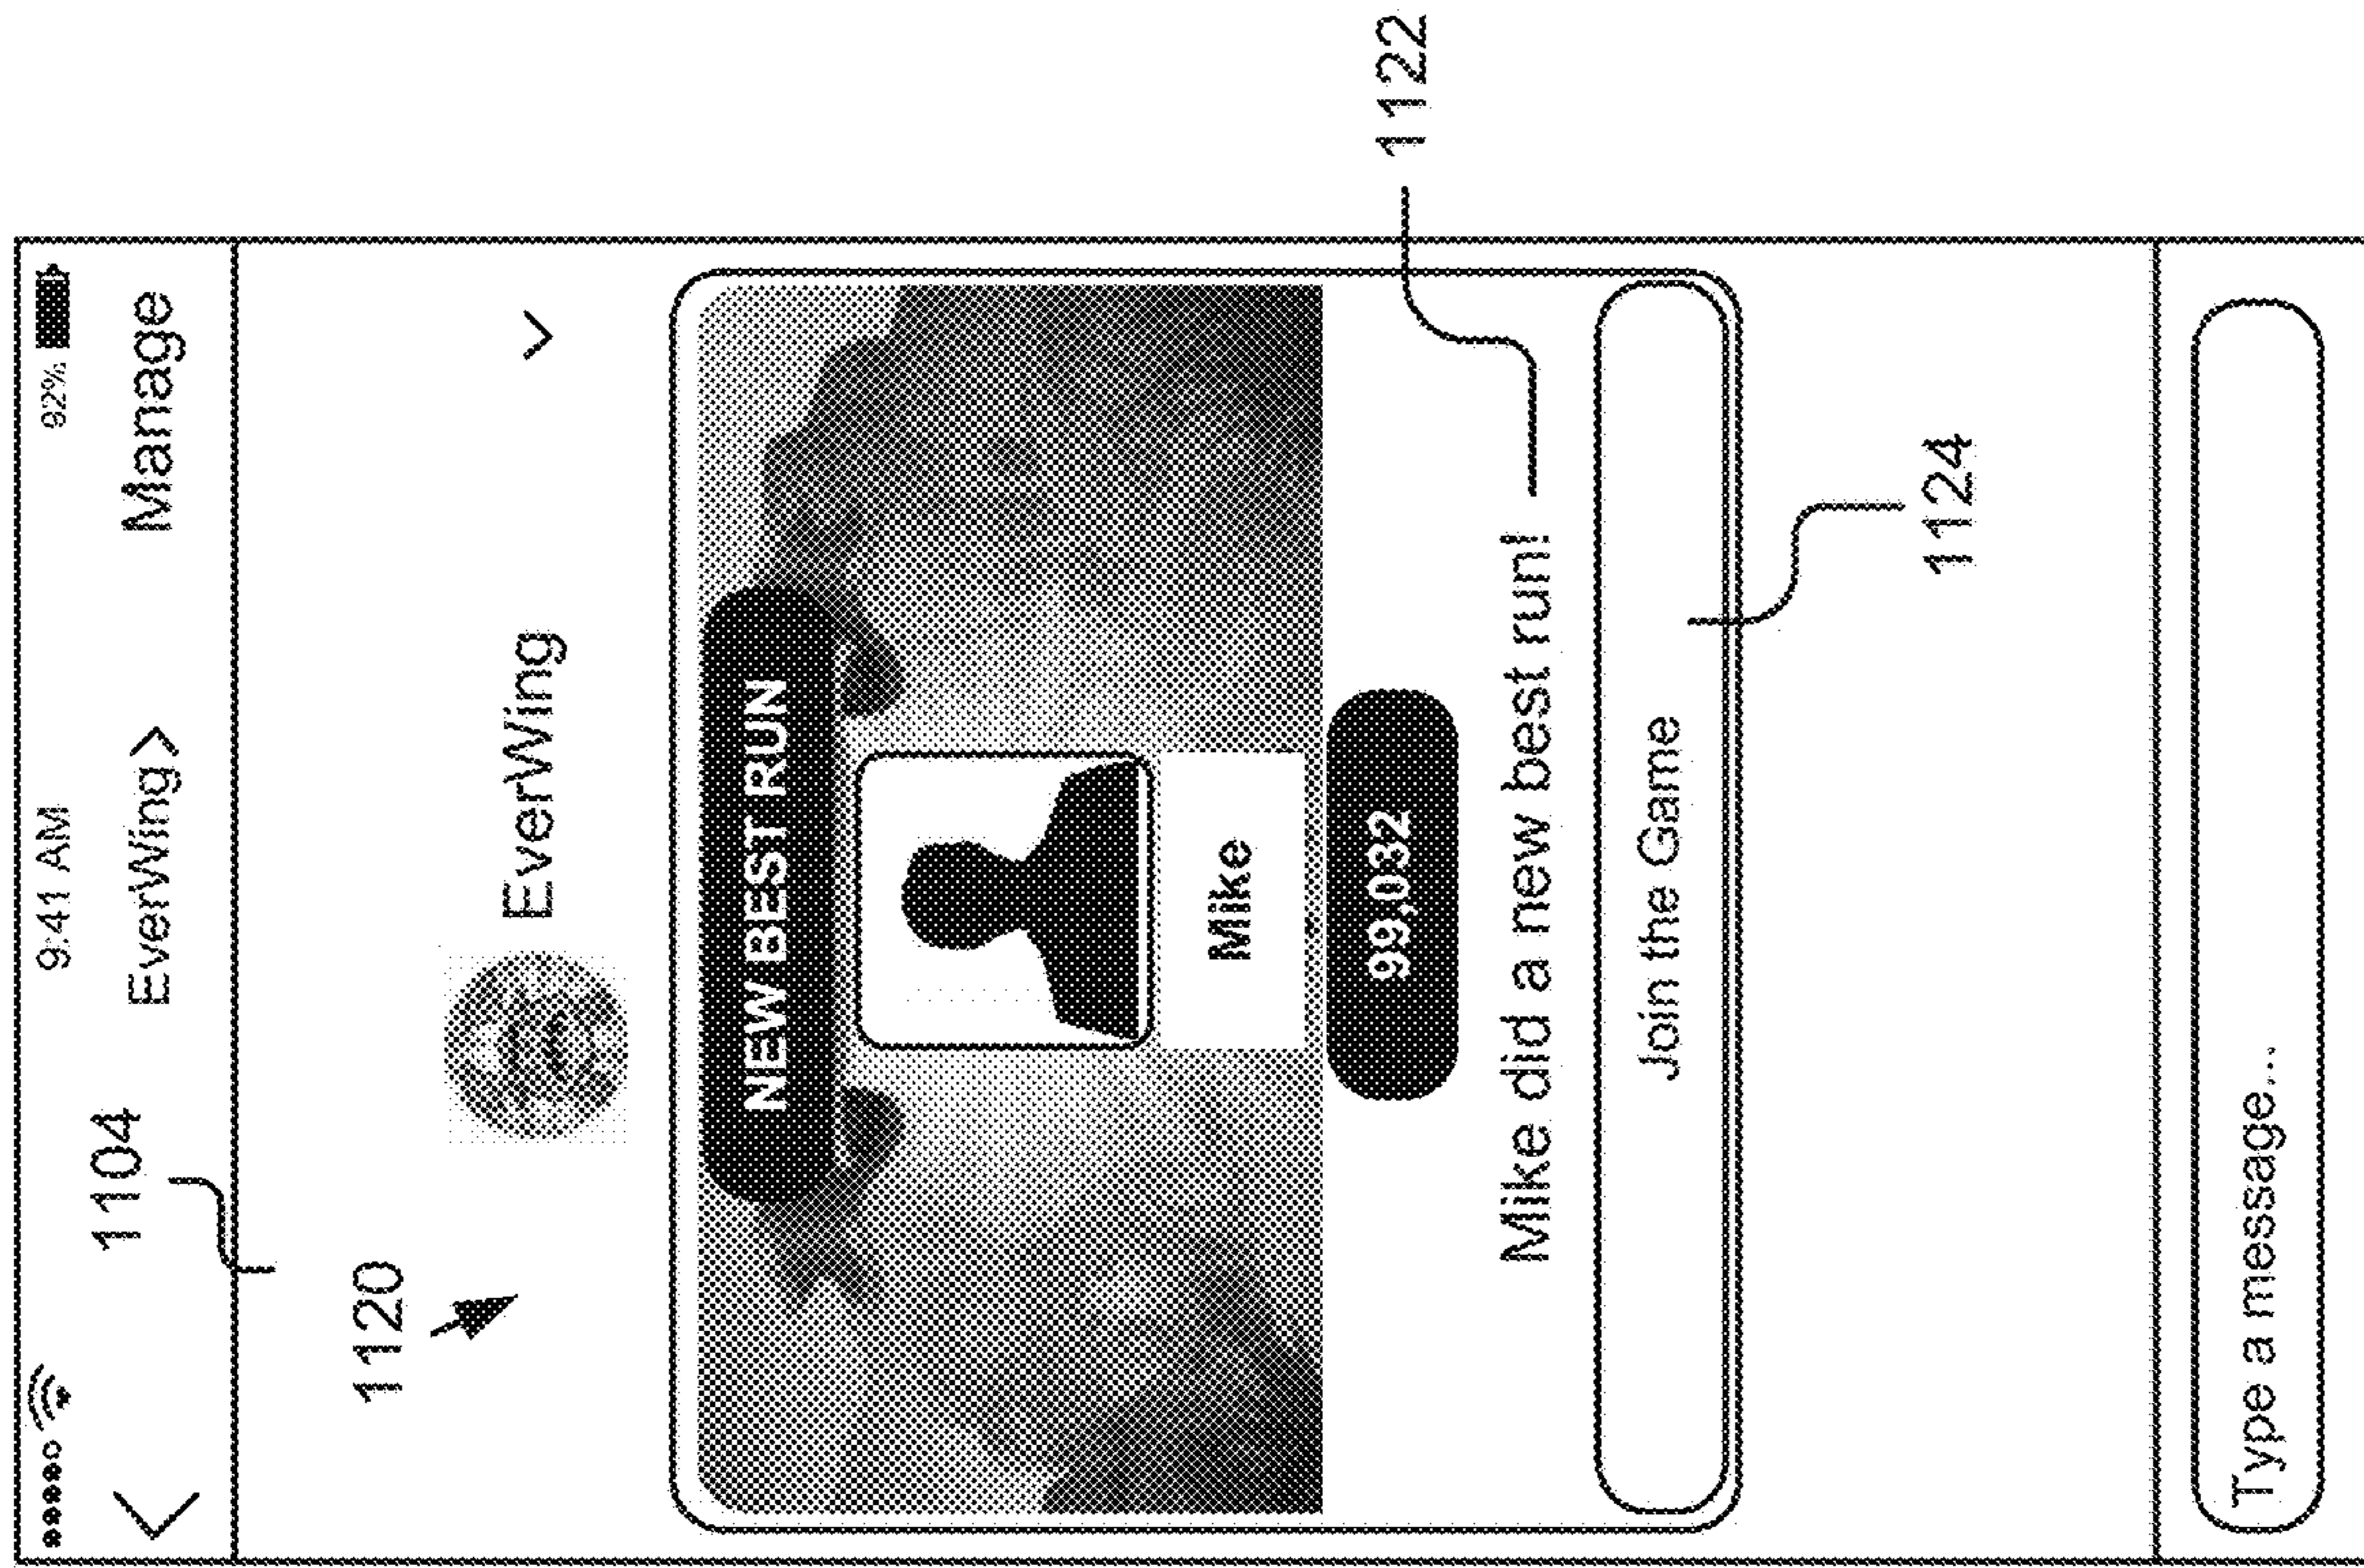 9:41 AM 92%
1104
EverWing Manage
1120
EverWing
NEW BEST RUN
Mike
99,032
1122
Mike did a new best run!
Join the Game
1124
Type a message...